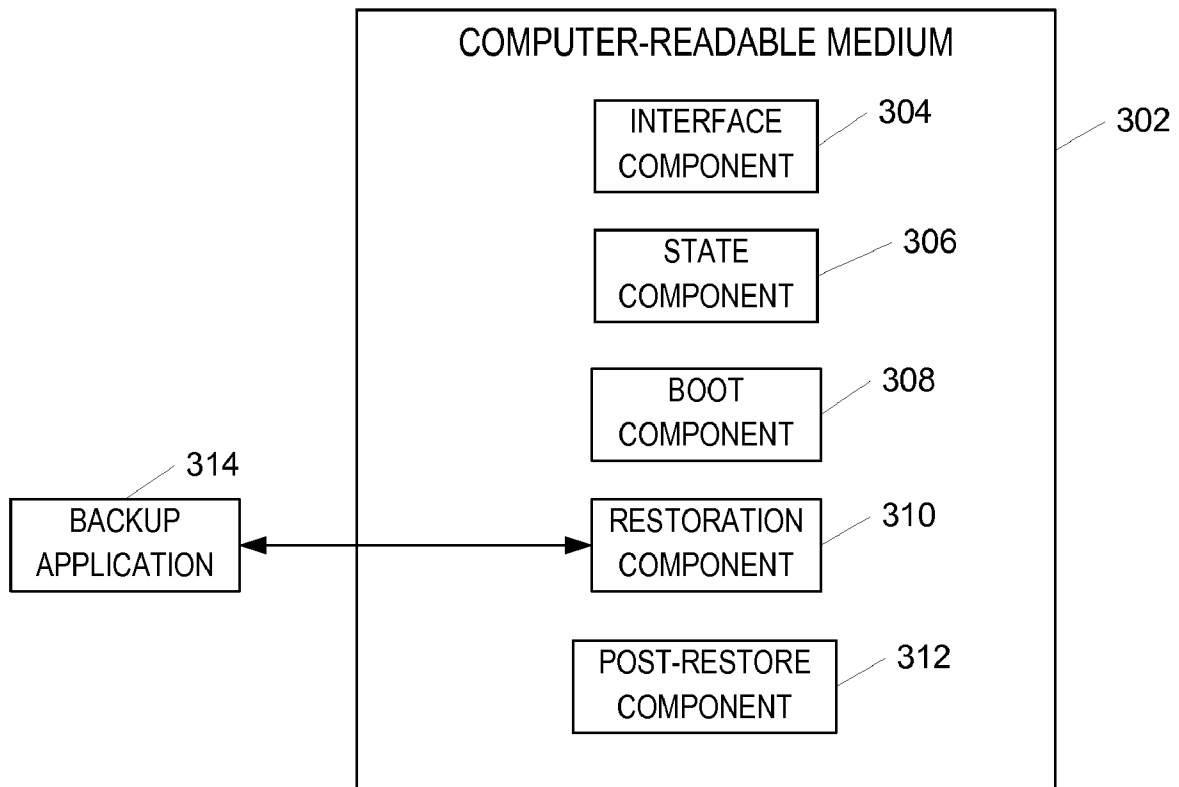 COMPUTER-READABLE MEDIUM
INTERFACE
COMPONENT
304
302
STATE
COMPONENT
306
BOOT
COMPONENT
308
314
BACKUP
APPLICATION
RESTORATION
COMPONENT
310
POST-RESTORE
COMPONENT
312